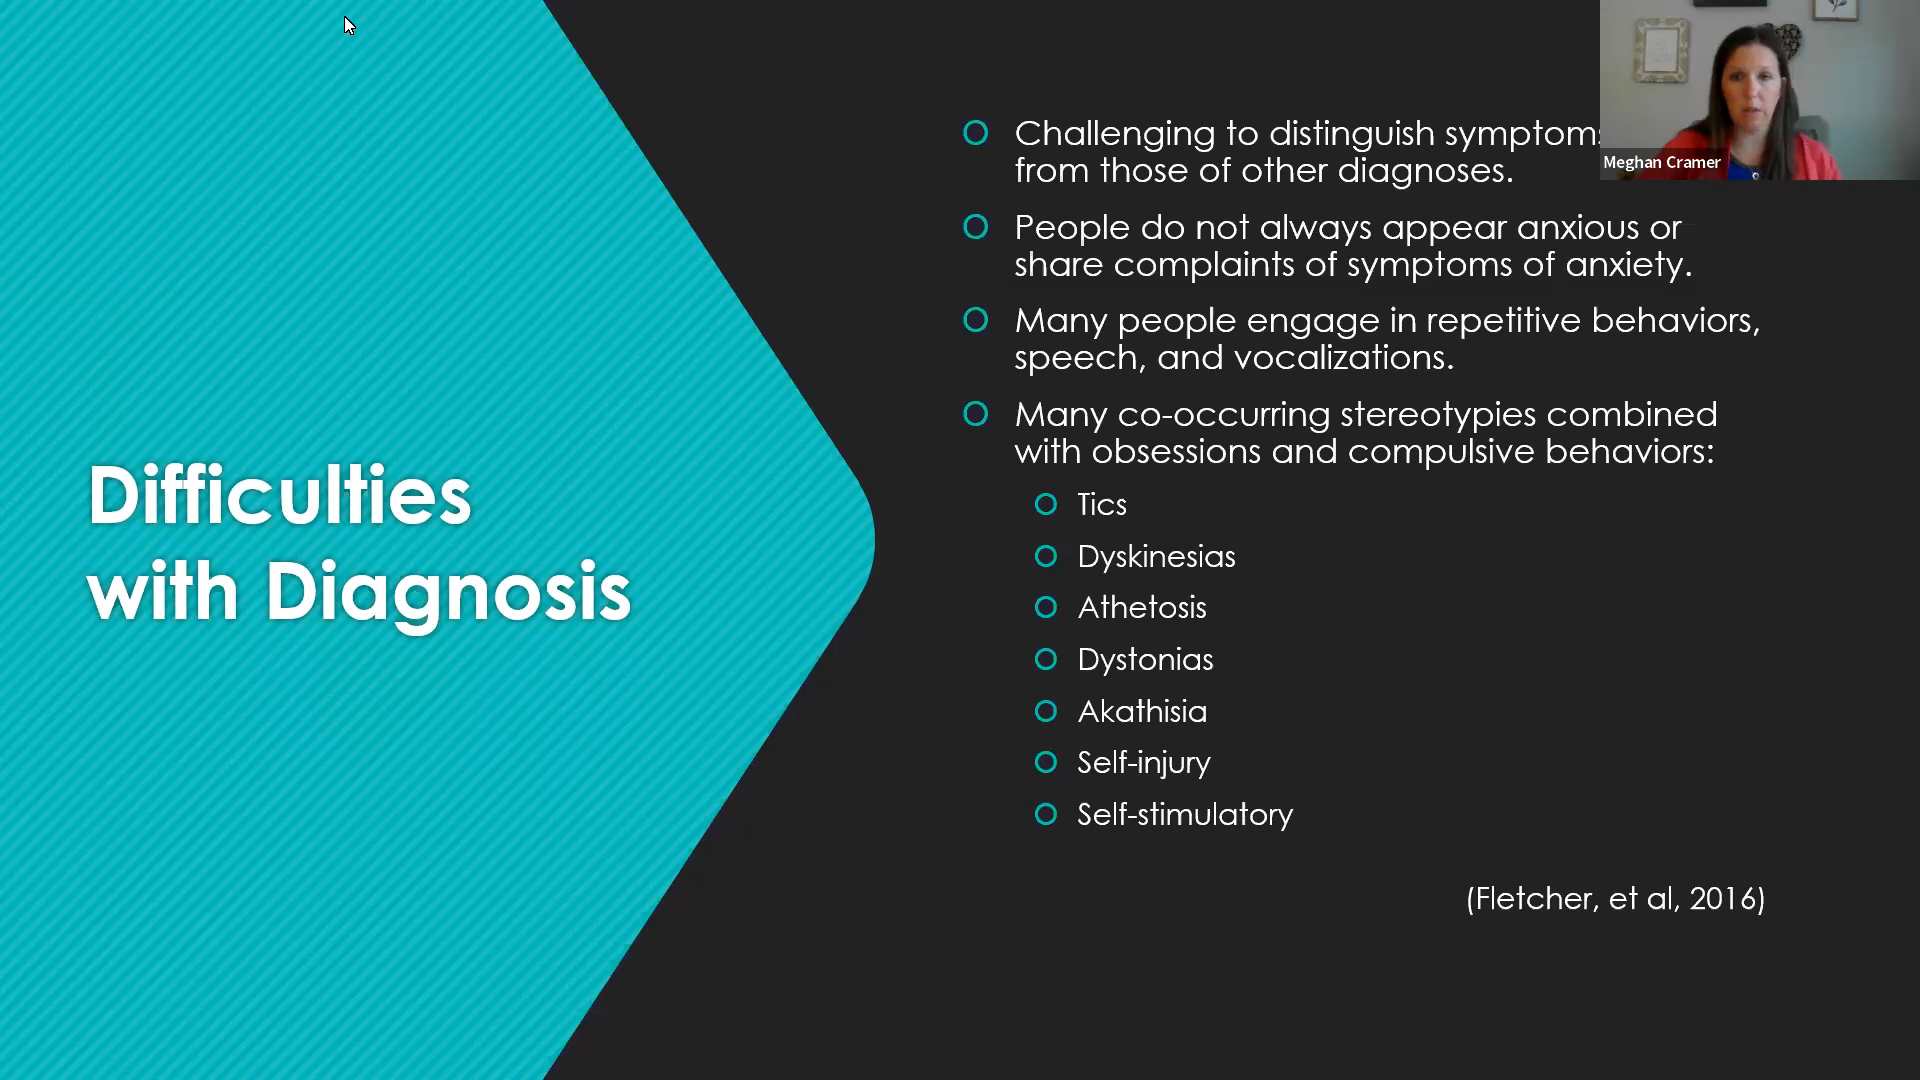 Difficulties
with Diagnosis
Challenging to distinguish symptoms
from those of other diagnoses.
People do not always appear anxious or
share complaints of symptoms of anxiety.
Many people engage in repetitive behaviors,
speech, and vocalizations.
Many co-occurring stereotypies combined
with obsessions and compulsive behaviors:
Tics
Dyskinesias
Athetosis
Dystonias
Akathisia
Self-injury
Self-stimulatory
(Fletcher, et al, 2016)
Meghan Cramer